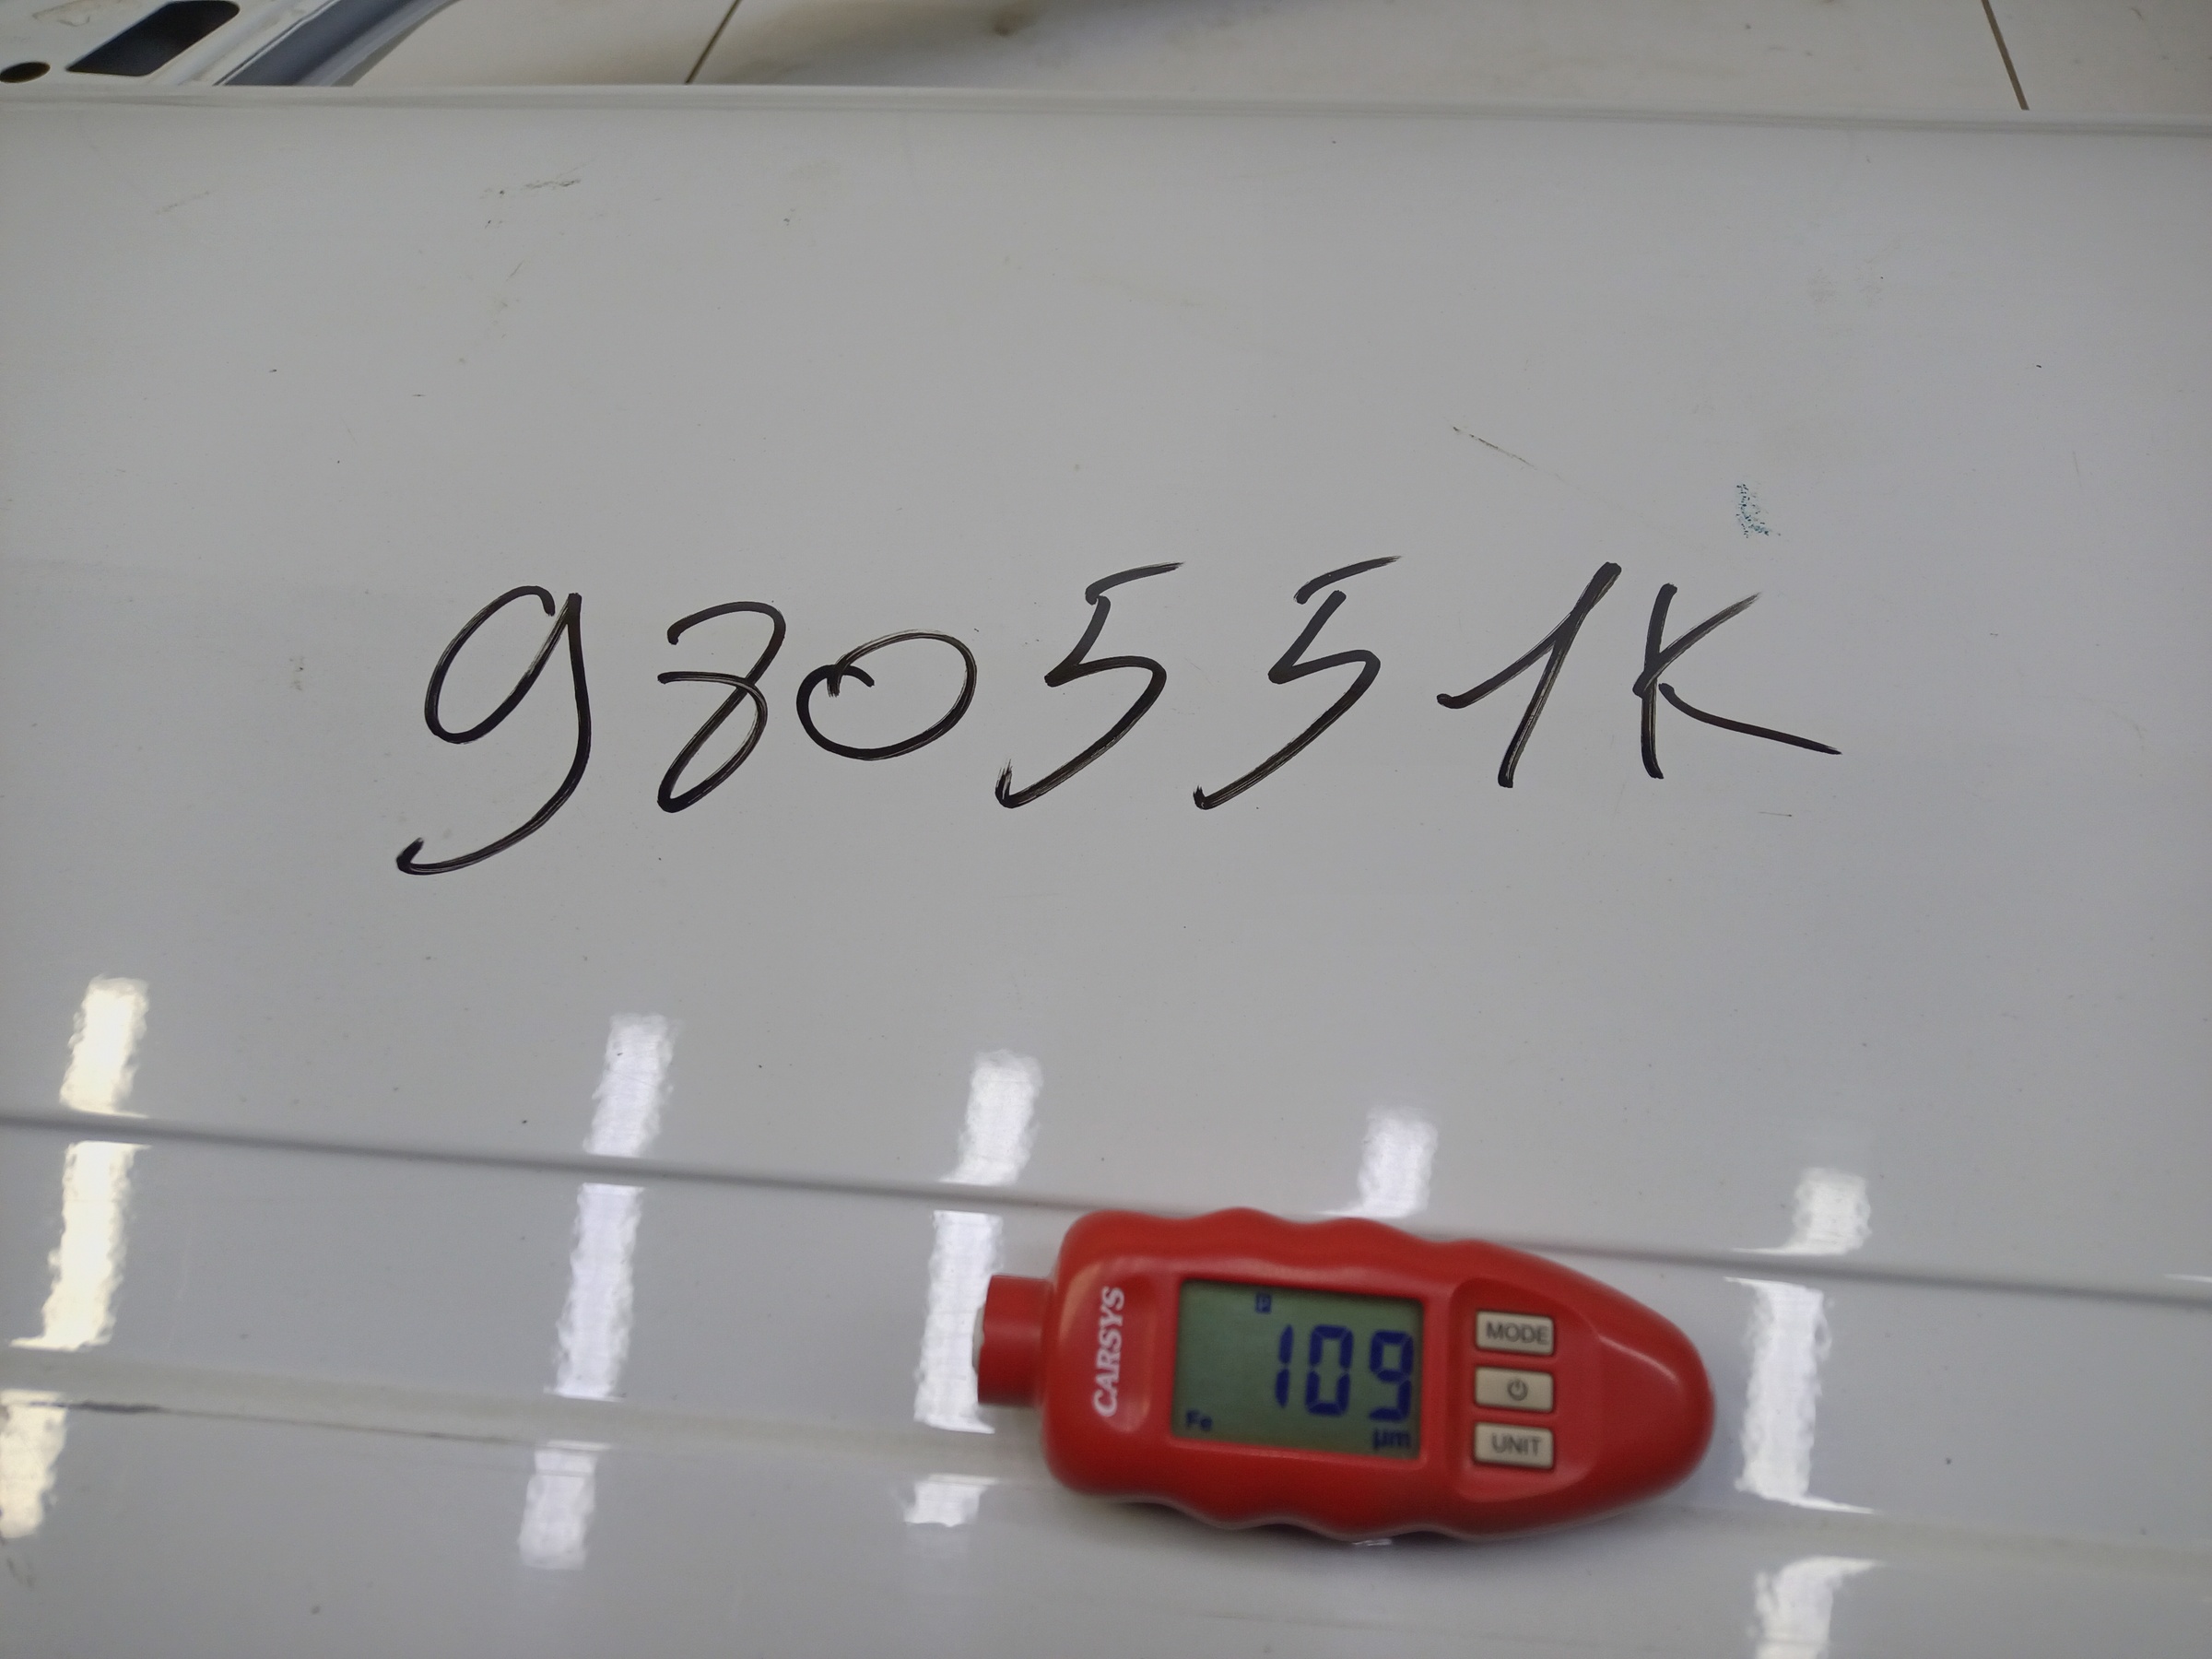 980551K
CARSYS
109
Fe
µm
MODE
UNIT